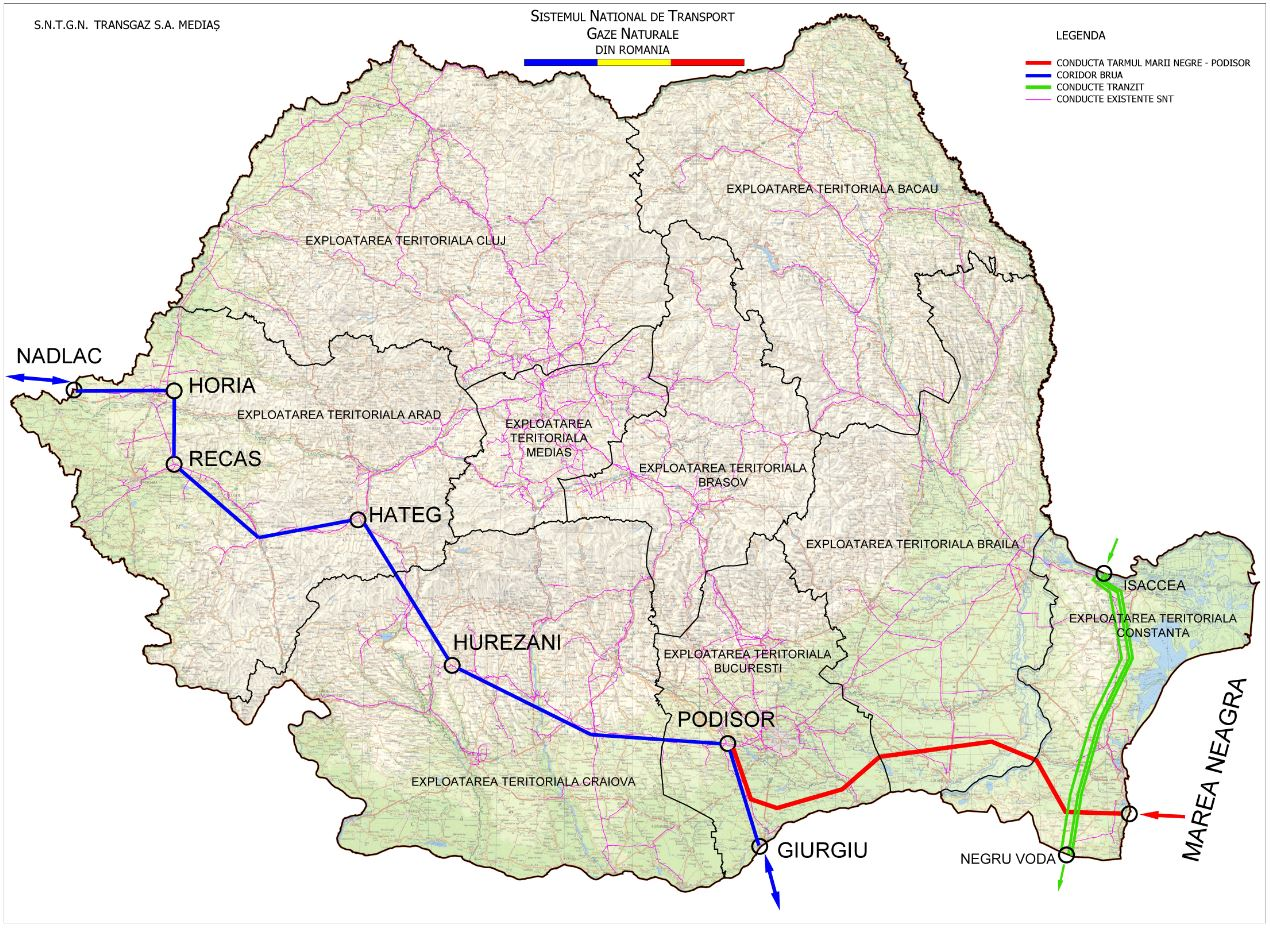 S.N.T.G.N. TRANSGAZ S.A. MEDIAȘ
SISTEMUL NATIONAL DE TRANSPORT
GAZE NATURALE
DIN ROMANIA
LEGENDA
CONDUCTA TARMUL MARII NEGRE - PODISOR
CORIDOR BRUA
CONDUCTE TRANZIT
CONDUCTE EXISTENTE SNT
EXPLOATAREA TERITORIALA BACAU
EXPLOATAREA TERITORIALA CLUJ
NADLAC
HORIA
EXPLOATAREA TERITORIALA ARAD
EXPLOATAREA
TERITORIALA
MEDIAS
RECAS
EXPLOATAREA TERITORIALA
BRASOV
HATEG
EXPLOATAREA TERITORIALA BRAILA
ISACCEA
EXPLOATAREA TERITORIALA
CONSTANTA
HUREZANI
EXPLOATAREA TERITORIALA
BUCURESTI
PODISOR
MAREA NEAGRA
EXPLOATAREA TERITORIALA CRAIOVA
GIURGIU
NEGRU VODA